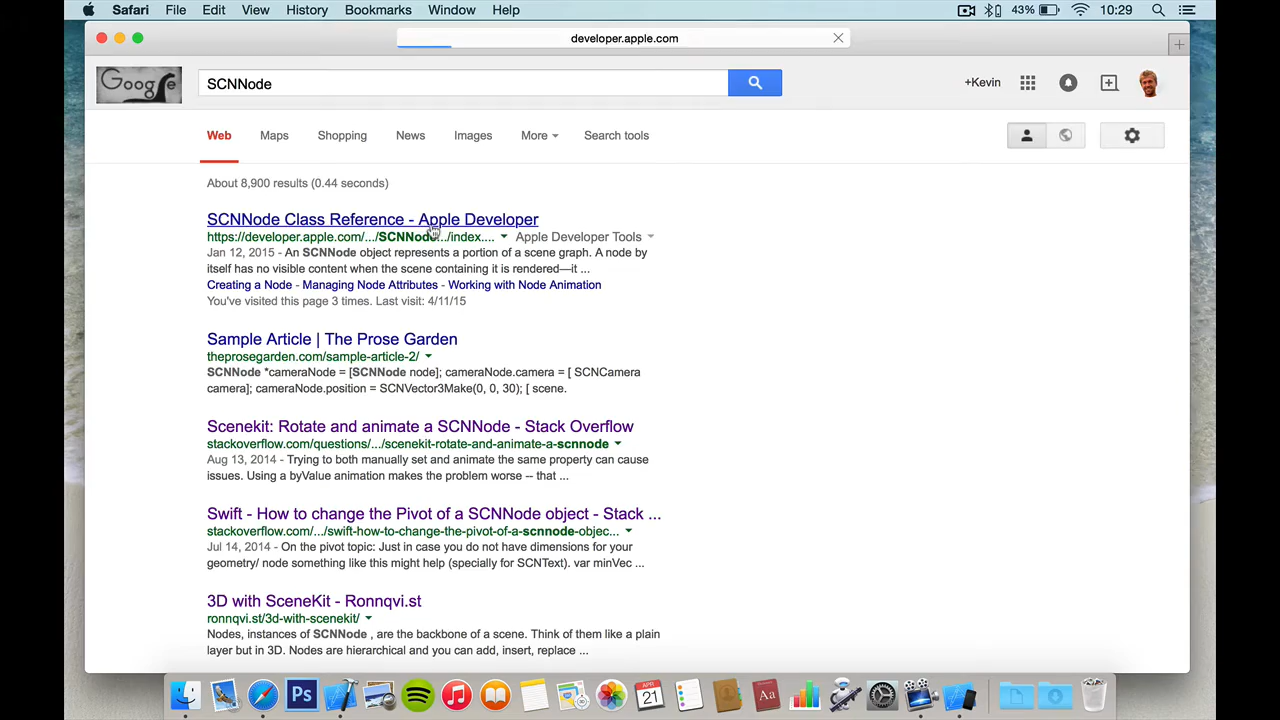 Safari File Edit View History Bookmarks Window Help 43% 10:29
developer.apple.com
Google SCNNode +Kevin
Web Maps Shopping News Images More Search tools
About 8,900 results (0.44 seconds)
SCNNode Class Reference - Apple Developer
https://developer.apple.com/.../SCNNode.../index.... Apple Developer Tools
Jan 12, 2015 - An SCNNode object represents a portion of a scene graph. A node by
itself has no visible content when the scene containing it is rendered—it ...
Creating a Node - Managing Node Attributes - Working with Node Animation
You've visited this page 3 times. Last visit: 4/11/15
Sample Article | The Prose Garden
theprosegarden.com/sample-article-2/
SCNNode *cameraNode = [SCNNode node]; cameraNode.camera = [ SCNCamera
camera]; cameraNode.position = SCNVector3Make(0, 0, 30); [ scene.
Scenekit: Rotate and animate a SCNNode - Stack Overflow
stackoverflow.com/questions/.../scenekit-rotate-and-animate-a-scnnode
Aug 13, 2014 - Trying to both manually set and animate the same property can cause
issues. Using a byValue animation makes the problem worse -- that ...
Swift - How to change the Pivot of a SCNNode object - Stack ...
stackoverflow.com/.../swift-how-to-change-the-pivot-of-a-scnnode-objec...
Jul 14, 2014 - On the pivot topic: Just in case you do not have dimensions for your
geometry/ node something like this might help (specially for SCNText). var minVec ...
3D with SceneKit - Ronnqvi.st
ronnqvi.st/3d-with-scenekit/
Nodes, instances of SCNNode , are the backbone of a scene. Think of them like a plain
layer but in 3D. Nodes are hierarchical and you can add, insert, replace ...
Ps APR 21 Aa